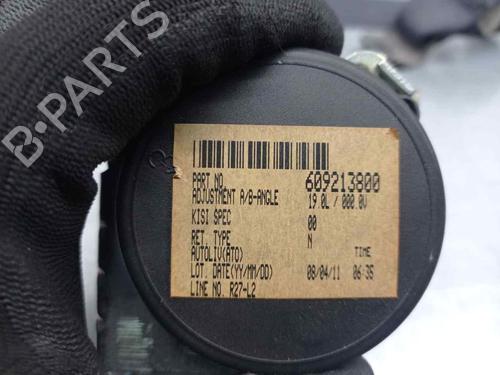 B-PARTS
PART NO. 609213800
ADJUSTMENT A/B-ANGLE 19.0L / 000.0V
KISI SPEC 00
RET. TYPE N
AUTOLIV(ATO) TIME
LOT. DATE(YY/MM/DD) 08/04/11 06:35
LINE NO. R27-L2